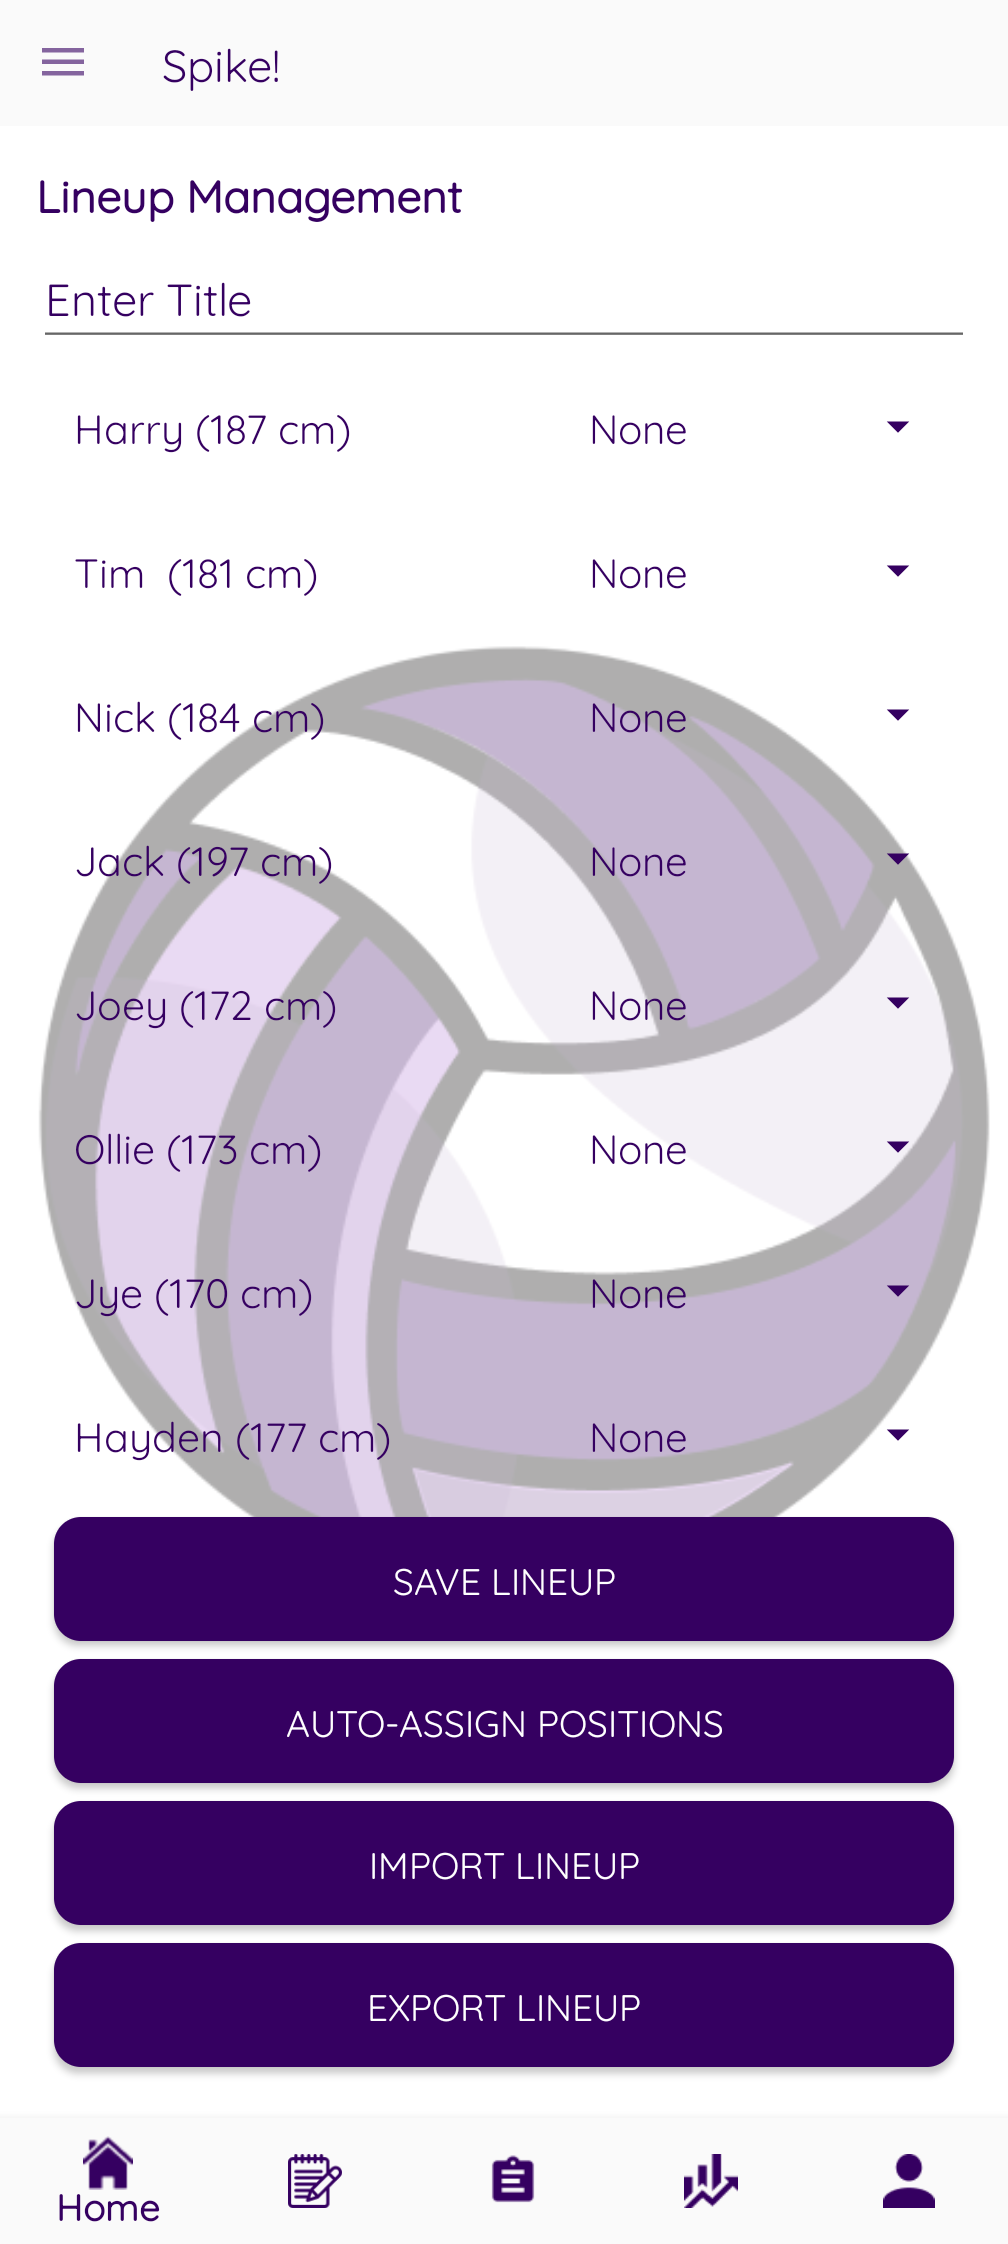 Spike!
Lineup Management
Enter Title
Harry (187 cm) None
Tim (181 cm) None
Nick (184 cm) None
Jack (197 cm) None
Joey (172 cm) None
Ollie (173 cm) None
Jye (170 cm) None
Hayden (177 cm) None
SAVE LINEUP
AUTO-ASSIGN POSITIONS
IMPORT LINEUP
EXPORT LINEUP
Home